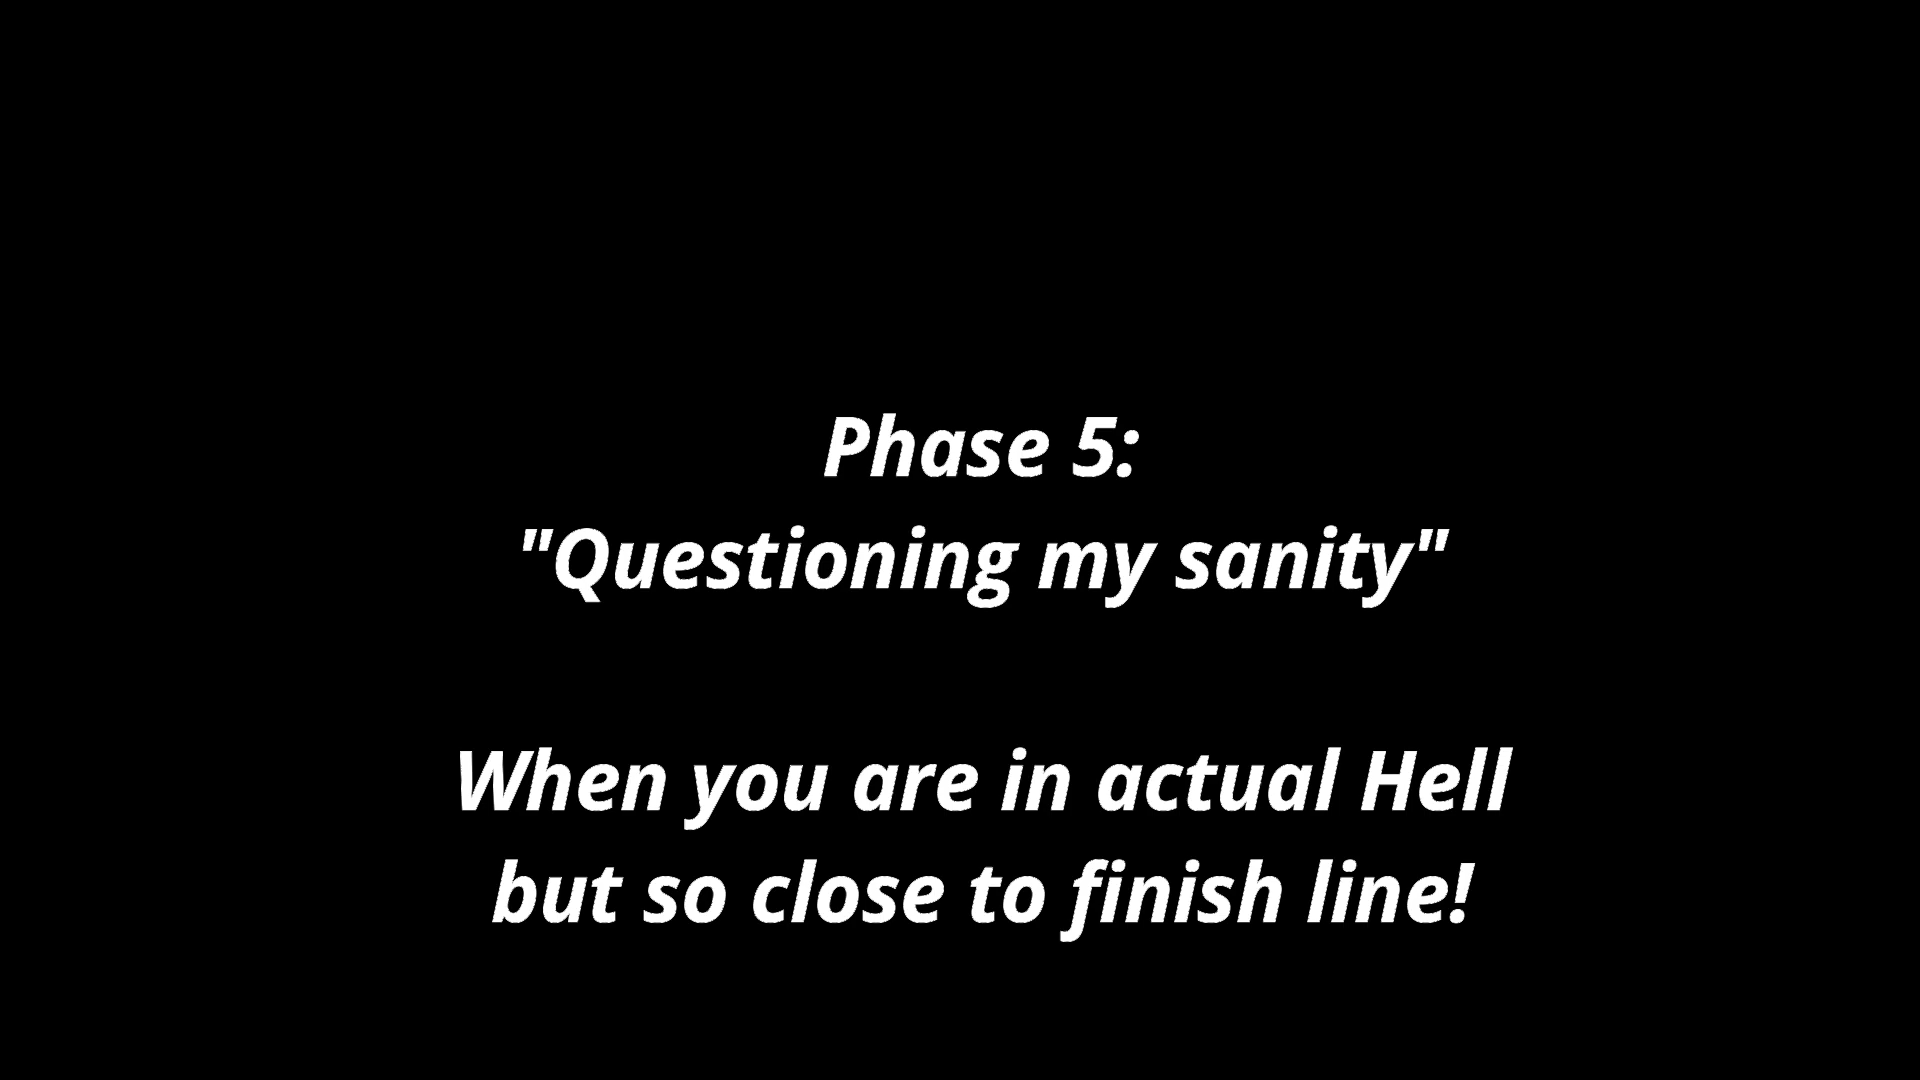 Phase 5:
"Questioning my sanity"
When you are in actual Hell
but so close to finish line!